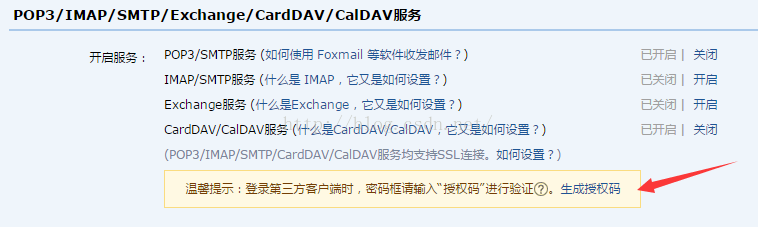 POP3/IMAP/SMTP/Exchange/CardDAV/CalDAV服务
开启服务： POP3/SMTP服务 (如何使用 Foxmail 等软件收发邮件？) 已开启 | 关闭
IMAP/SMTP服务 (什么是 IMAP，它又是如何设置？) 已关闭 | 开启
Exchange服务 (什么是Exchange，它又是如何设置？) 已关闭 | 开启
CardDAV/CalDAV服务 (什么是CardDAV/CalDAV，它又是如何设置？) 已开启 | 关闭
http://blog.csdn.net/
(POP3/IMAP/SMTP/CardDAV/CalDAV服务均支持SSL连接。如何设置？)
温馨提示：登录第三方客户端时，密码框请输入“授权码”进行验证?。生成授权码